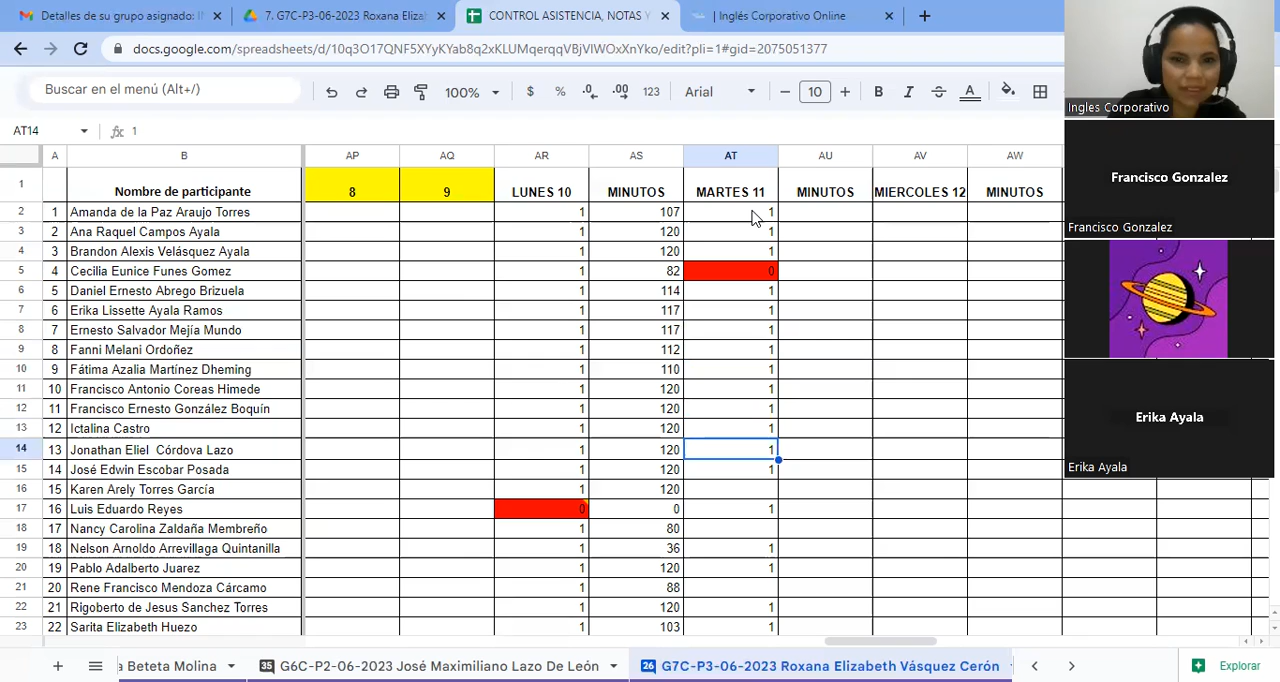 Detalles de su grupo asignado: II
7. G7C-P3-06-2023 Roxana Elizab
CONTROL ASISTENCIA, NOTAS Y
Inglés Corporativo Online
docs.google.com/spreadsheets/d/10q3O17QNF5XYyKYab8q2xKLUMqerqqVBjVIWOxXnYko/edit?pli=1#gid=2075051377
Buscar en el menú (Alt+/)
100% $ % .0 .00 123 Arial 10 B I S A
AT14 fx 1
A B AP AQ AR AS AT AU AV AW
1 Nombre de participante 8 9 LUNES 10 MINUTOS MARTES 11 MINUTOS MIERCOLES 12 MINUTOS
2 1 Amanda de la Paz Araujo Torres 1 107 1
3 2 Ana Raquel Campos Ayala 1 120 1
4 3 Brandon Alexis Velásquez Ayala 1 120 1
5 4 Cecilia Eunice Funes Gomez 1 82 0
6 5 Daniel Ernesto Abrego Brizuela 1 114 1
7 6 Erika Lissette Ayala Ramos 1 117 1
8 7 Ernesto Salvador Mejía Mundo 1 117 1
9 8 Fanni Melani Ordoñez 1 112 1
10 9 Fátima Azalia Martínez Dheming 1 110 1
11 10 Francisco Antonio Coreas Himede 1 120 1
12 11 Francisco Ernesto González Boquín 1 120 1
13 12 Ictalina Castro 1 120 1
14 13 Jonathan Eliel Córdova Lazo 1 120 1
15 14 José Edwin Escobar Posada 1 120 1
16 15 Karen Arely Torres García 1 120
17 16 Luis Eduardo Reyes 0 0 1
18 17 Nancy Carolina Zaldaña Membreño 1 80
19 18 Nelson Arnoldo Arrevillaga Quintanilla 1 36 1
20 19 Pablo Adalberto Juarez 1 120 1
21 20 Rene Francisco Mendoza Cárcamo 1 88
22 21 Rigoberto de Jesus Sanchez Torres 1 120 1
23 22 Sarita Elizabeth Huezo 1 103 1
a Beteta Molina 35 G6C-P2-06-2023 José Maximiliano Lazo De León 26 G7C-P3-06-2023 Roxana Elizabeth Vásquez Cerón
Explorar
Ingles Corporativo
Francisco Gonzalez
Francisco Gonzalez
Erika Ayala
Erika Ayala